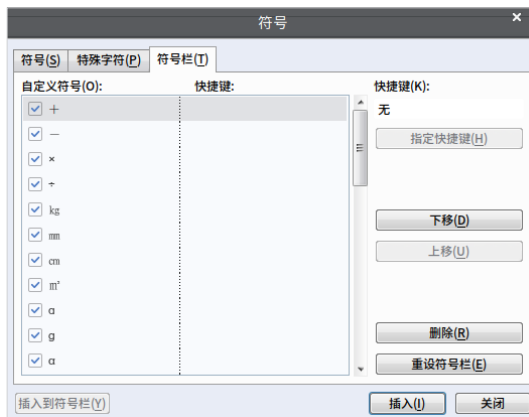 符号
符号(S) 特殊字符(P) 符号栏(T)
自定义符号(O): 快捷键: 快捷键(K):
＋ 无
－
× 指定快捷键(H)
÷
㎏
㎜ 下移(D)
㎝ 上移(U)
㎡
ɑ
ɡ 删除(R)
α 重设符号栏(E)
插入到符号栏(Y) 插入(I) 关闭